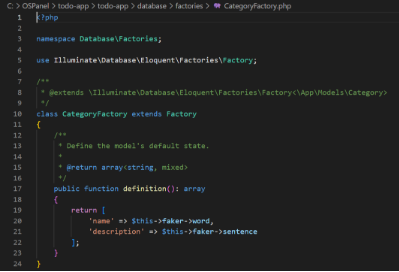 C: > OSPanel > todo-app > todo-app > database > factories > CategoryFactory.php
1 <?php
2
3 namespace Database\Factories;
4
5 use Illuminate\Database\Eloquent\Factories\Factory;
6
7 /**
8 * @extends \Illuminate\Database\Eloquent\Factories\Factory<\App\Models\Category>
9 */
10 class CategoryFactory extends Factory
11 {
12 /**
13 * Define the model's default state.
14 *
15 * @return array<string, mixed>
16 */
17 public function definition(): array
18 {
19 return [
20 'name' => $this->faker->word,
21 'description' => $this->faker->sentence
22 ];
23 }
24 }